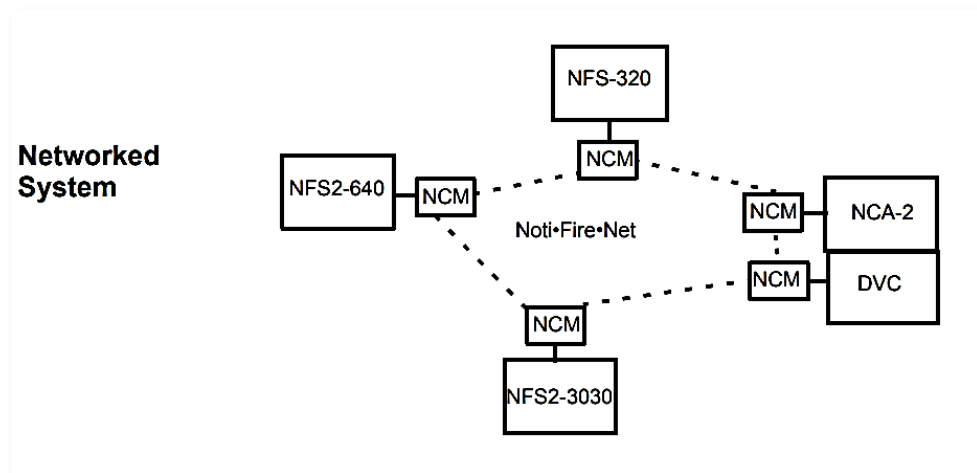 Networked
System
NFS-320
NCM
NFS2-640
NCM
NCM
NCA-2
Noti•Fire•Net
NCM
DVC
NCM
NFS2-3030